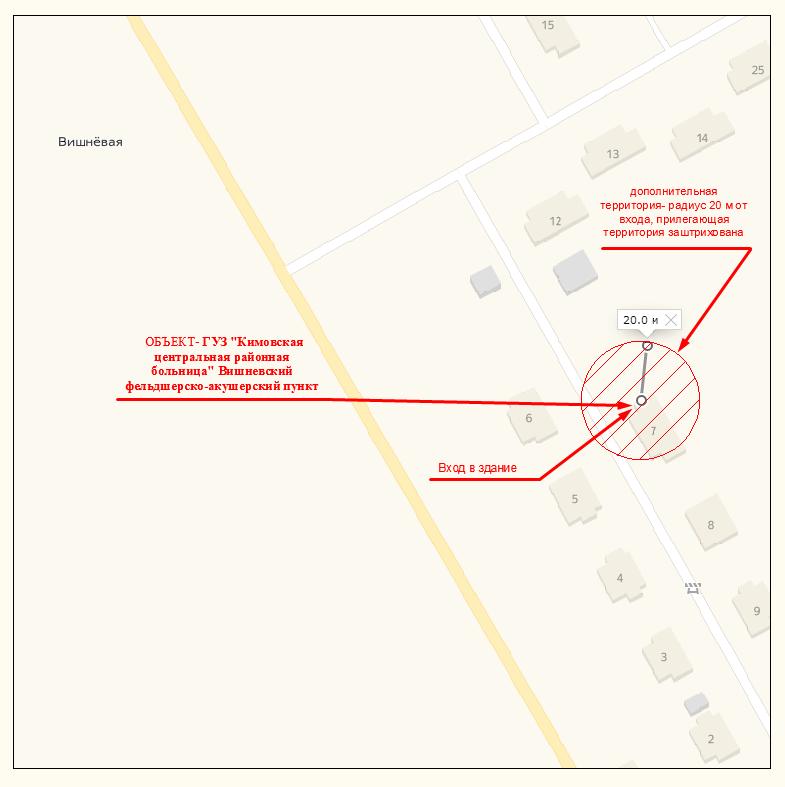 15
25
Вишнёвая
14
13
дополнительная
территория- радиус 20 м от
входа, прилегающая
территория заштрихована
12
20.0 и
ОБЪЕКТ- ГУЗ "Кимовская
центральная районная
больница" Вишневский
фельдшерско-акушерский пункт
6
7
Вход в здание
5
8
4
9
3
2